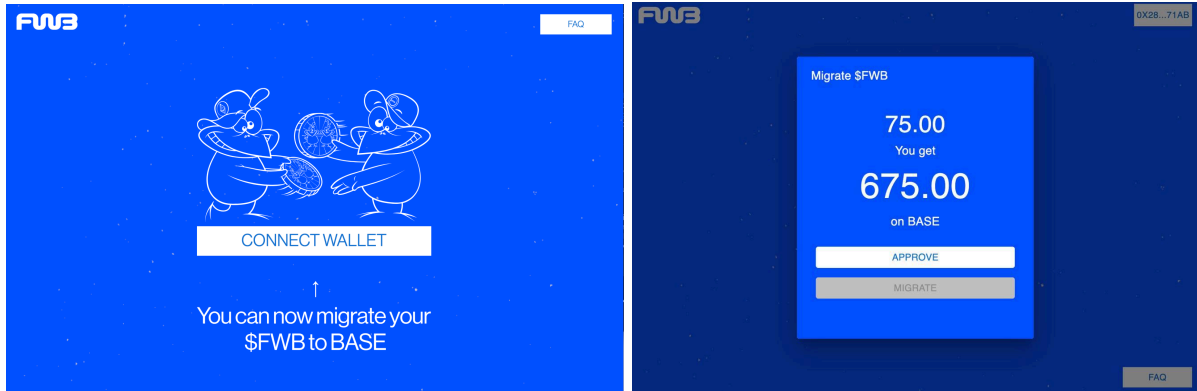 FWB
FAQ
CONNECT WALLET
↑
You can now migrate your
$FWB to BASE
FWB
0X28...71AB
Migrate $FWB
75.00
You get
675.00
on BASE
APPROVE
MIGRATE
FAQ